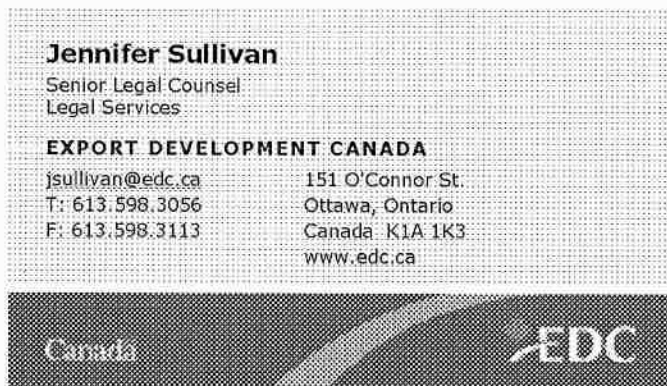 Jennifer Sullivan
Senior Legal Counsel
Legal Services
EXPORT DEVELOPMENT CANADA
jsullivan@edc.ca
T: 613.598.3056
F: 613.598.3113
151 O'Connor St.
Ottawa, Ontario
Canada K1A 1K3
www.edc.ca
Canada
EDC